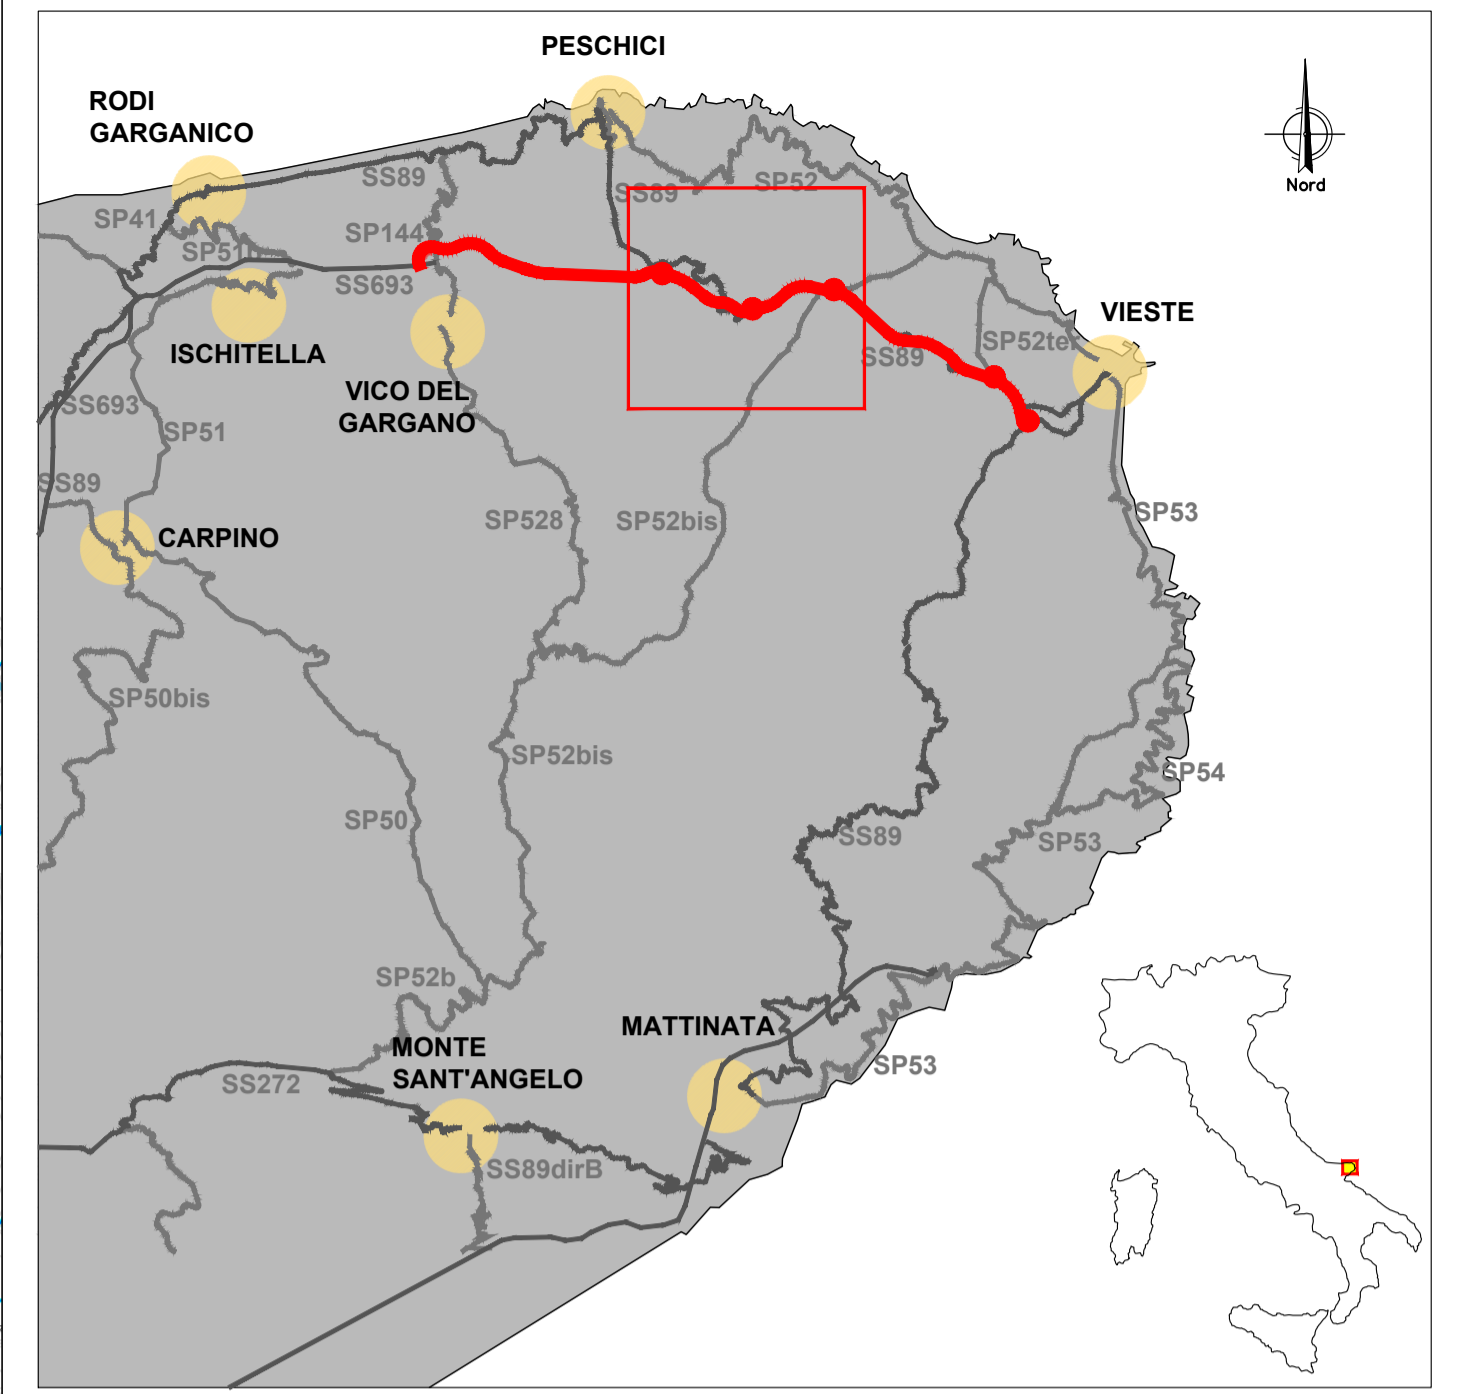 PESCHICI
RODI
GARGANICO
Nord
SS89
SP52
SS89
SP41
SP144
SS693
VIESTE
SP52ter
SS89
ISCHITELLA
VICO DEL
GARGANO
SS693
SP51
SS89
SP528
SP52bis
SP53
CARPINO
SP50bis
SP52bis
SP54
SP50
SS89
SP53
SP52b
MATTINATA
MONTE
SANT'ANGELO
SP53
SS272
SS89dirB